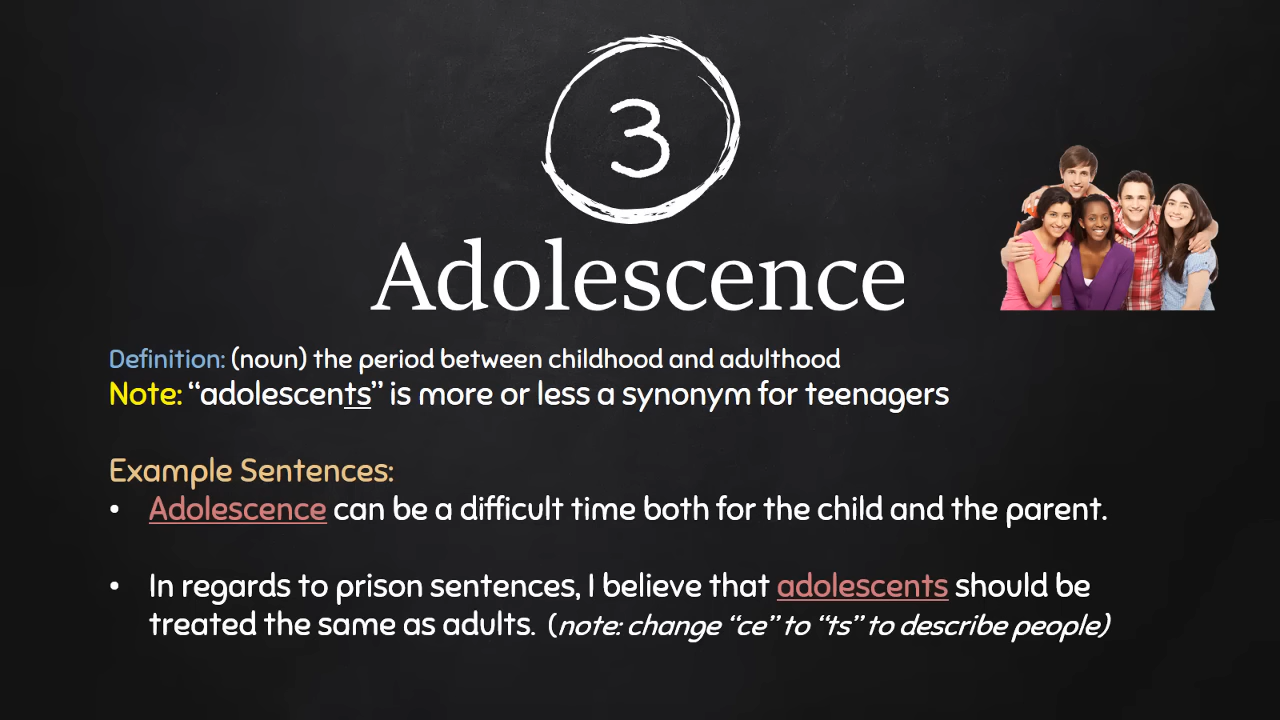 3
Adolescence
Definition: (noun) the period between childhood and adulthood
Note: “adolescents” is more or less a synonym for teenagers
Example Sentences:
• Adolescence can be a difficult time both for the child and the parent.
• In regards to prison sentences, I believe that adolescents should be
treated the same as adults. (note: change “ce” to “ts” to describe people)